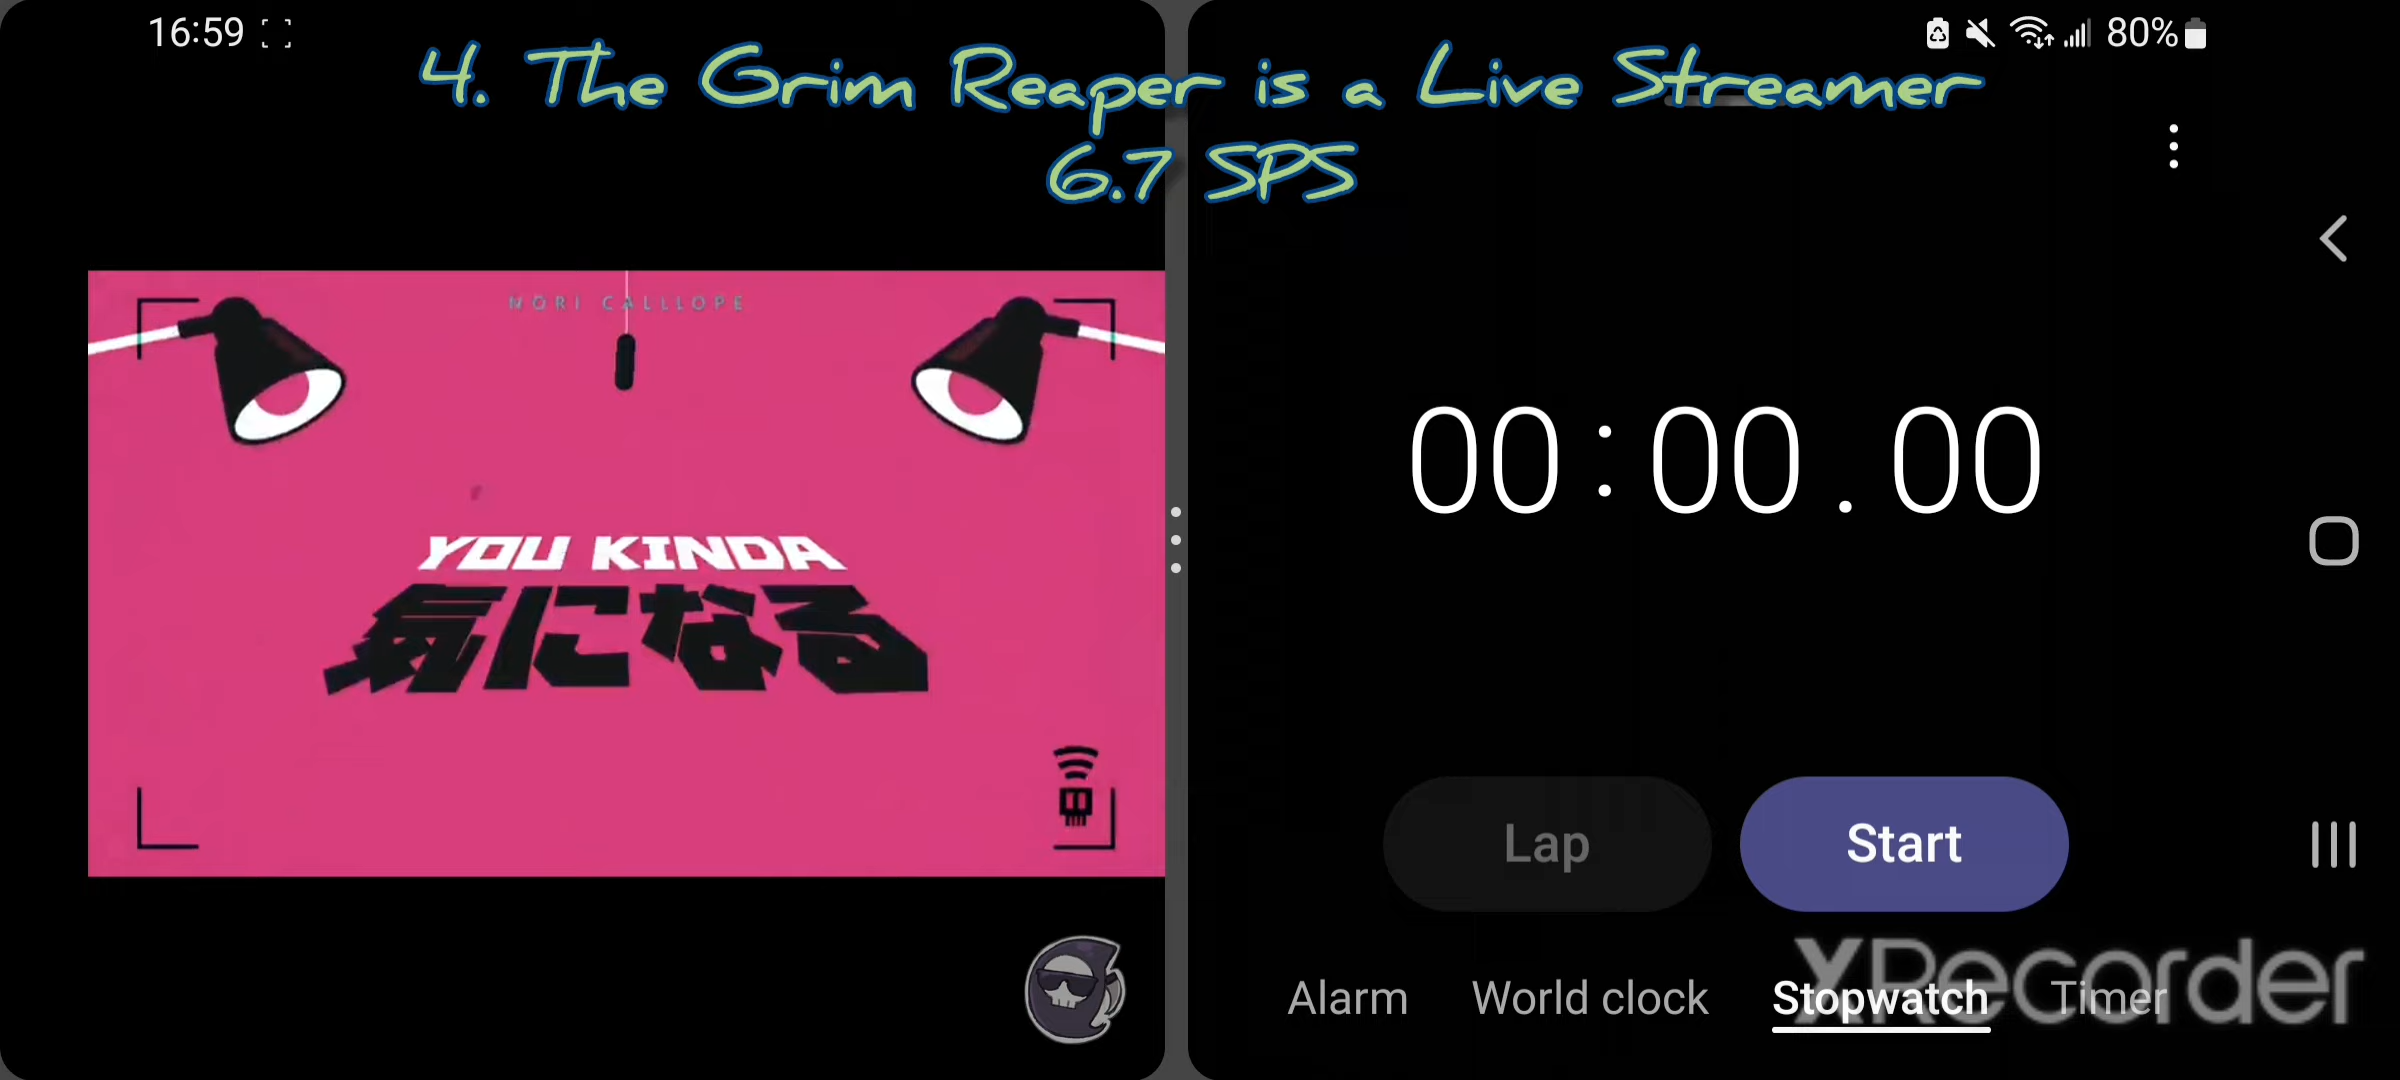 16:59
80%
4. The Grim Reaper is a Live Streamer
6.7 SPS
MORI CALLLOPE
YOU KINDA
気になる
00:00.00
Lap
Start
Alarm
World clock
Stopwatch
Timer
XRecorder